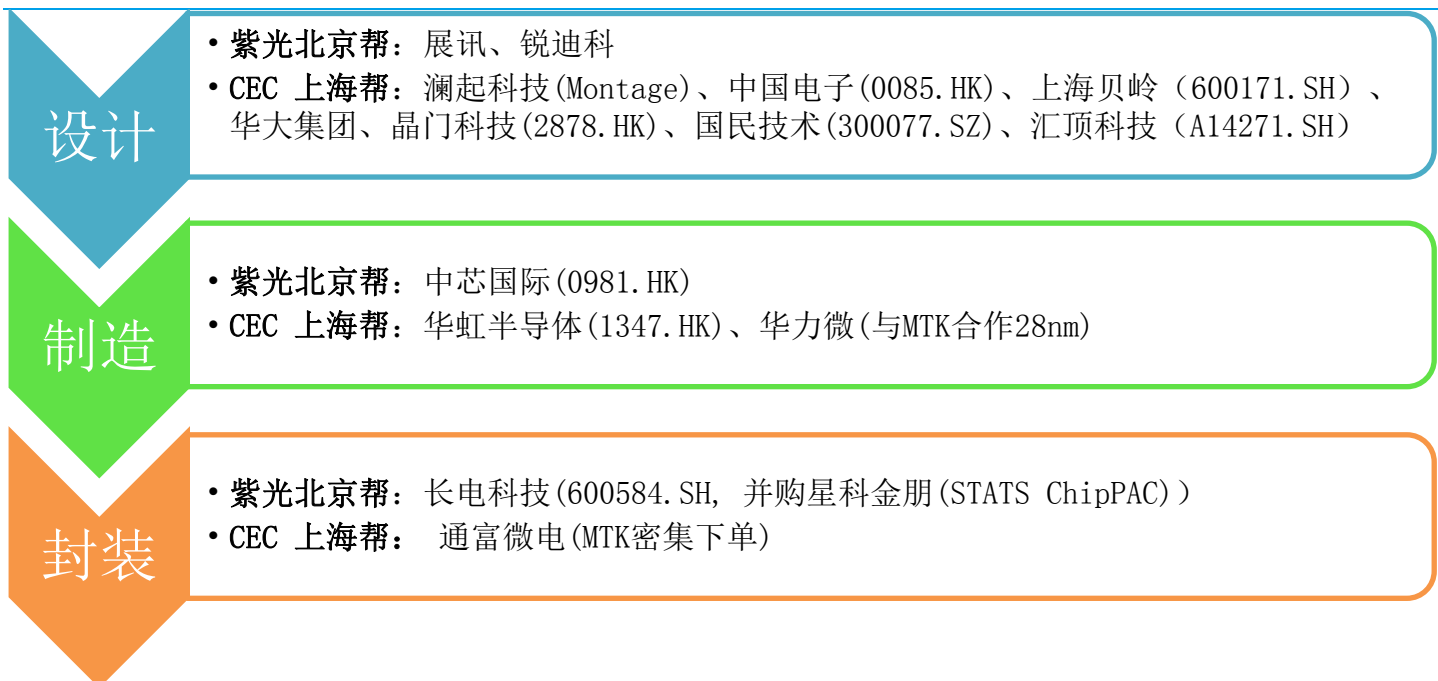 设计
•紫光北京帮：展讯、锐迪科
•CEC 上海帮：澜起科技(Montage)、中国电子(0085.HK)、上海贝岭（600171.SH）、
华大集团、晶门科技(2878.HK)、国民技术(300077.SZ)、汇顶科技（A14271.SH）
制造
•紫光北京帮：中芯国际(0981.HK)
•CEC 上海帮：华虹半导体(1347.HK)、华力微(与MTK合作28nm)
封装
•紫光北京帮：长电科技(600584.SH, 并购星科金朋(STATS ChipPAC)）
•CEC 上海帮： 通富微电(MTK密集下单)